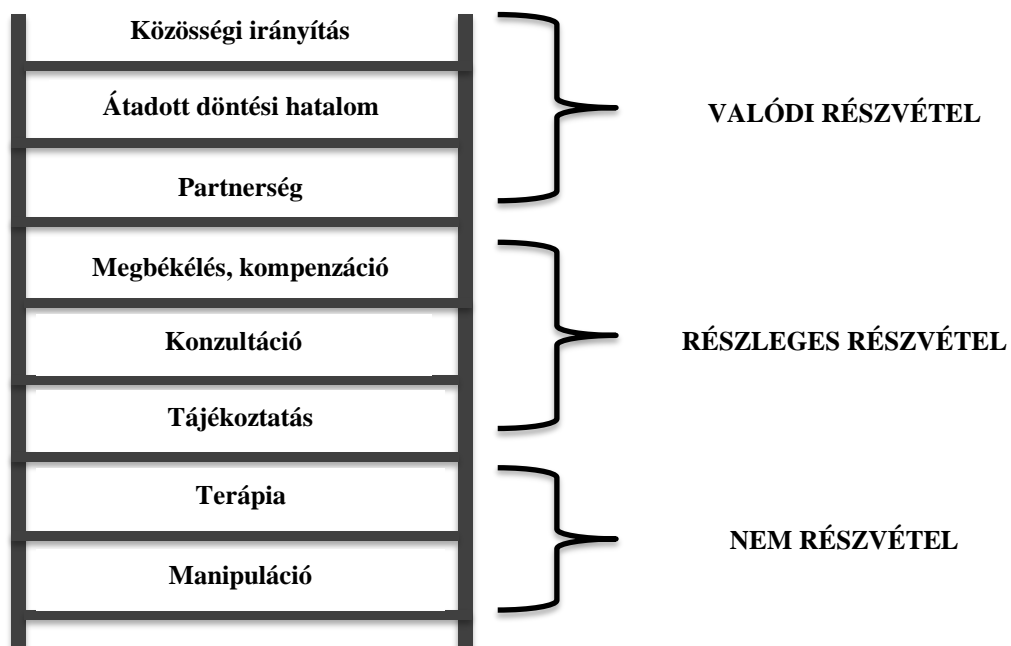 Közösségi irányítás
Átadott döntési hatalom
VALÓDI RÉSZVÉTEL
Partnerség
Megbékélés, kompenzáció
Konzultáció
RÉSZLEGES RÉSZVÉTEL
Tájékoztatás
Terápia
NEM RÉSZVÉTEL
Manipuláció